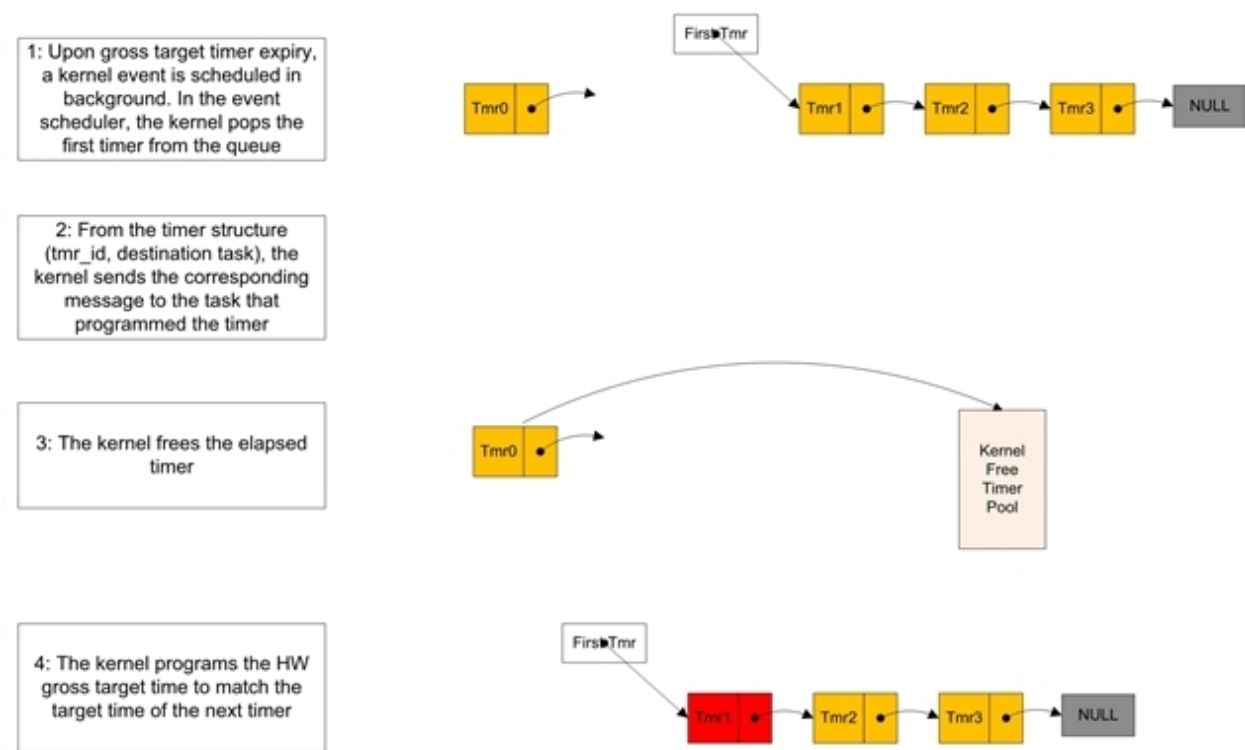 1: Upon gross target timer expiry,
a kernel event is scheduled in
background. In the event
scheduler, the kernel pops the
first timer from the queue
First Tmr
Tmr0
Tmr1
Tmr2
Tmr3
NULL
2: From the timer structure
(tmr_id, destination task), the
kernel sends the corresponding
message to the task that
programmed the timer
3: The kernel frees the elapsed
timer
Tmr0
Kernel
Free
Timer
Pool
4: The kernel programs the HW
gross target time to match the
target time of the next timer
First Tmr
Tmr1
Tmr2
Tmr3
NULL